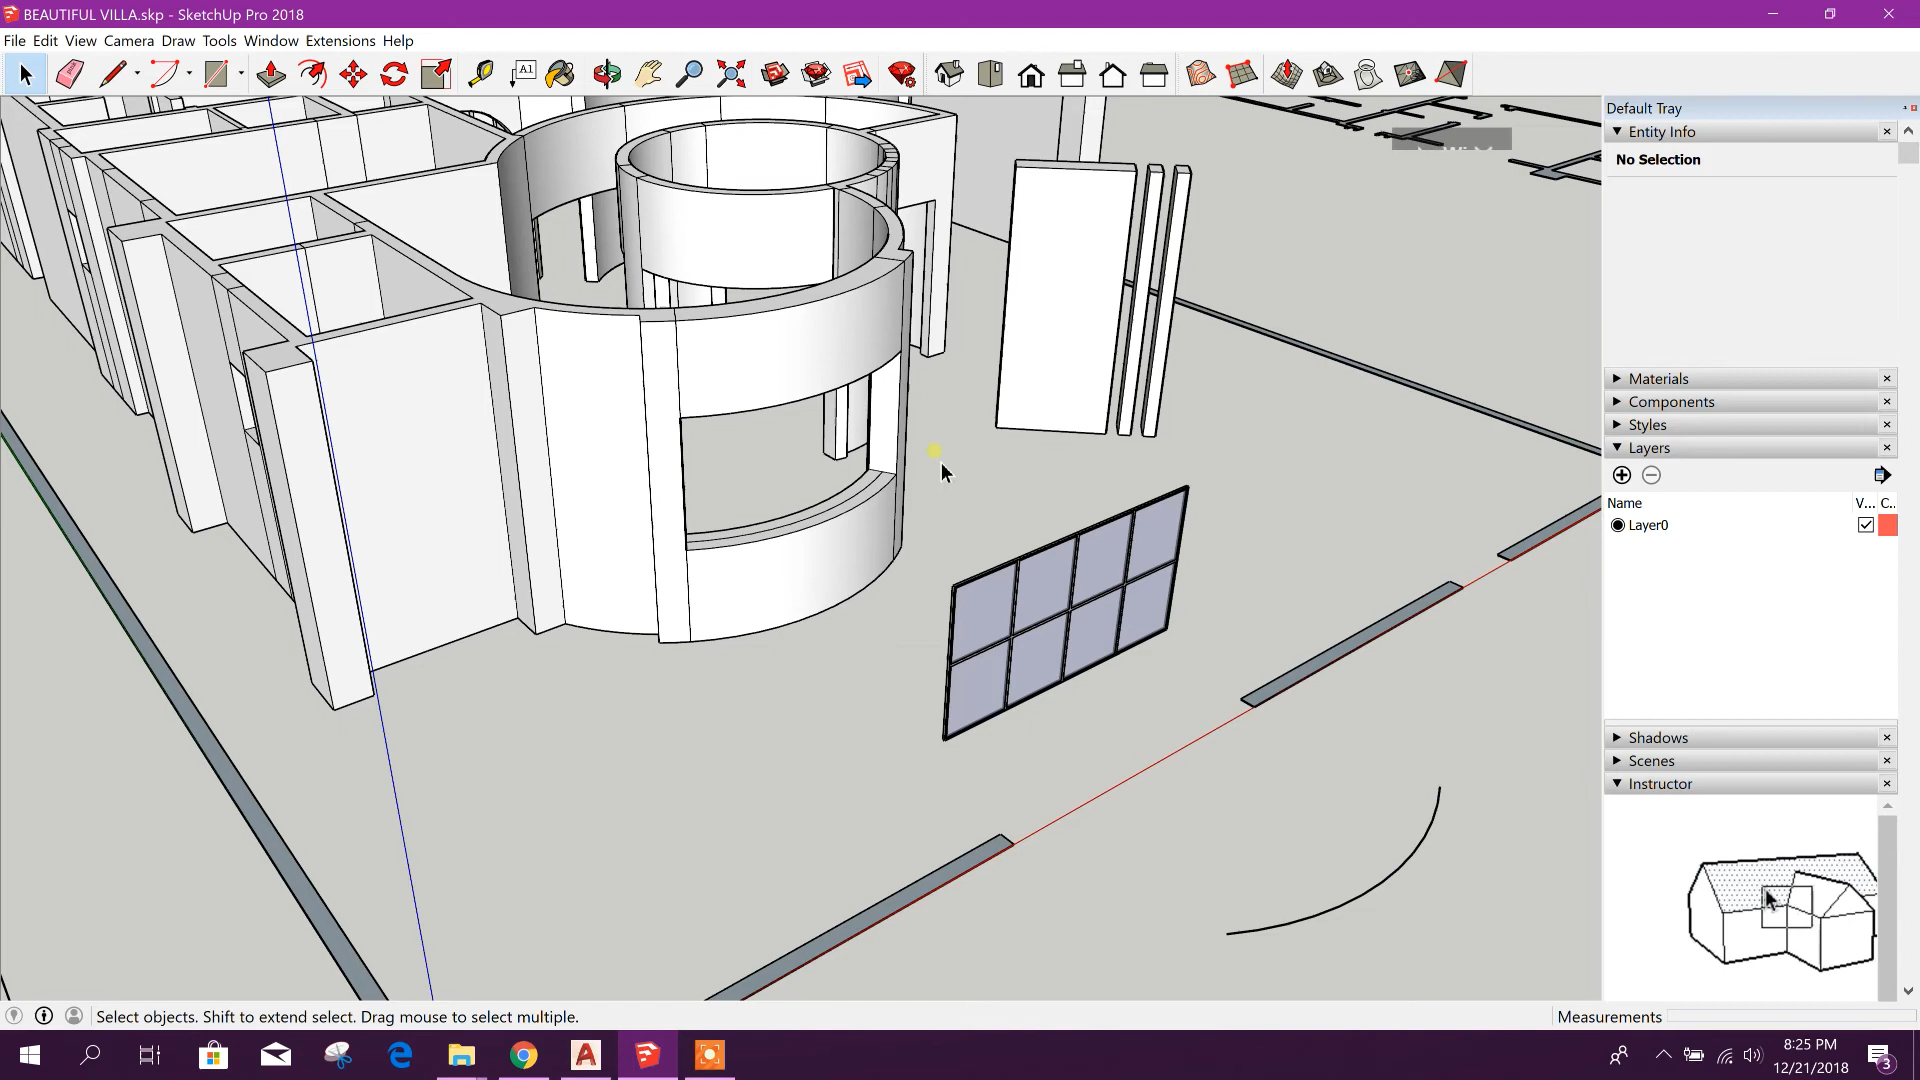 BEAUTIFUL VILLA.skp - SketchUp Pro 2018
File Edit View Camera Draw Tools Window Extensions Help
A1
Default Tray
Entity Info
No Selection
Materials
Components
Styles
Layers
Name V... C..
Layer0
Shadows
Scenes
Instructor
Select objects. Shift to extend select. Drag mouse to select multiple.
Measurements
8:25 PM
12/21/2018
3